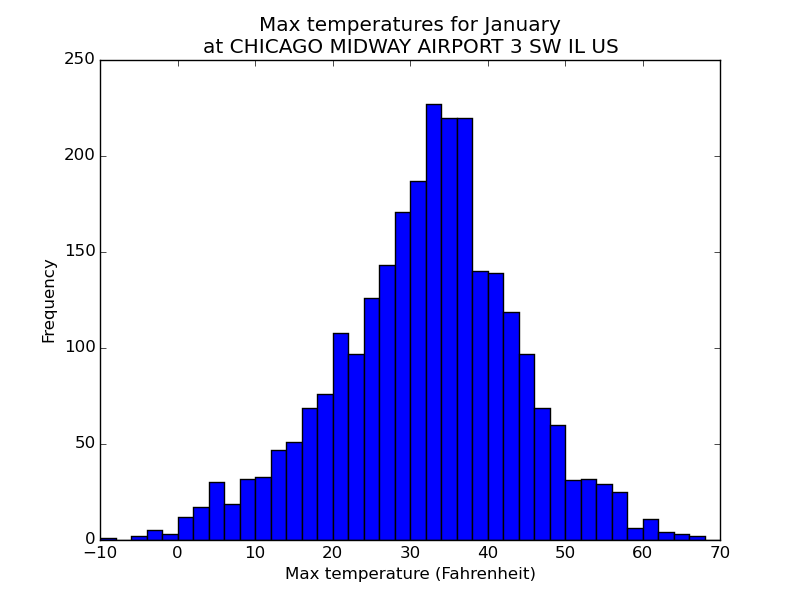 Max temperatures for January
at CHICAGO MIDWAY AIRPORT 3 SW IL US
250
200
150
100
50
0
Frequency
−10 0 10 20 30 40 50 60 70
Max temperature (Fahrenheit)